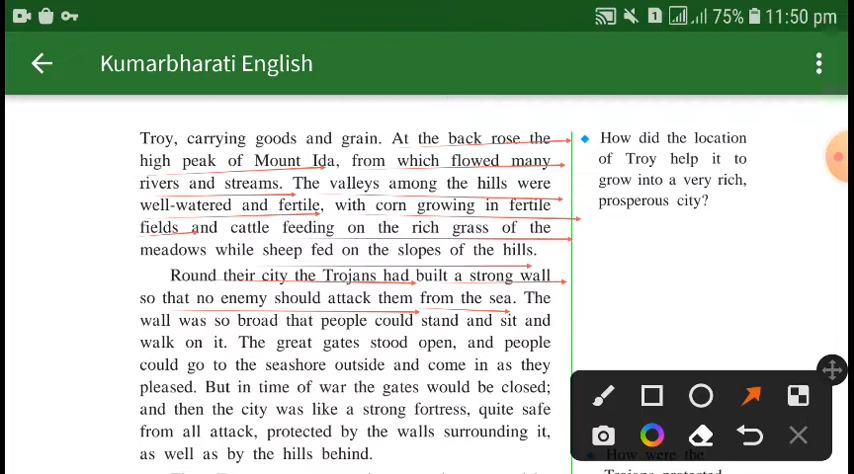 1 75% 11:50 pm
Kumarbharati English
Troy, carrying goods and grain. At the back rose the
high peak of Mount Ida, from which flowed many
rivers and streams. The valleys among the hills were
well-watered and fertile, with corn growing in fertile
fields and cattle feeding on the rich grass of the
meadows while sheep fed on the slopes of the hills.
Round their city the Trojans had built a strong wall
so that no enemy should attack them from the sea. The
wall was so broad that people could stand and sit and
walk on it. The great gates stood open, and people
could go to the seashore outside and come in as they
pleased. But in time of war the gates would be closed;
and then the city was like a strong fortress, quite safe
from all attack, protected by the walls surrounding it,
as well as by the hills behind.
How did the location
of Troy help it to
grow into a very rich,
prosperous city?
How were the
Trojans protected